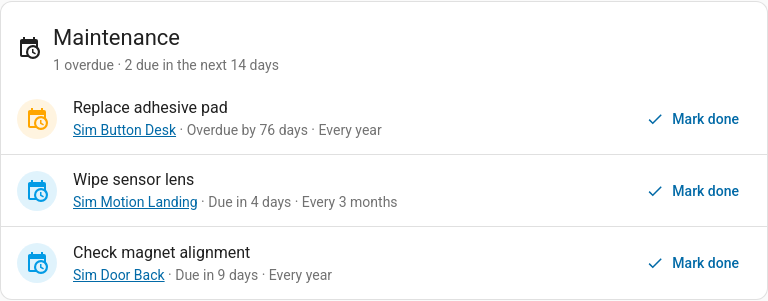 Maintenance
1 overdue · 2 due in the next 14 days
Replace adhesive pad
Sim Button Desk · Overdue by 76 days · Every year
Mark done
Wipe sensor lens
Sim Motion Landing · Due in 4 days · Every 3 months
Mark done
Check magnet alignment
Sim Door Back · Due in 9 days · Every year
Mark done